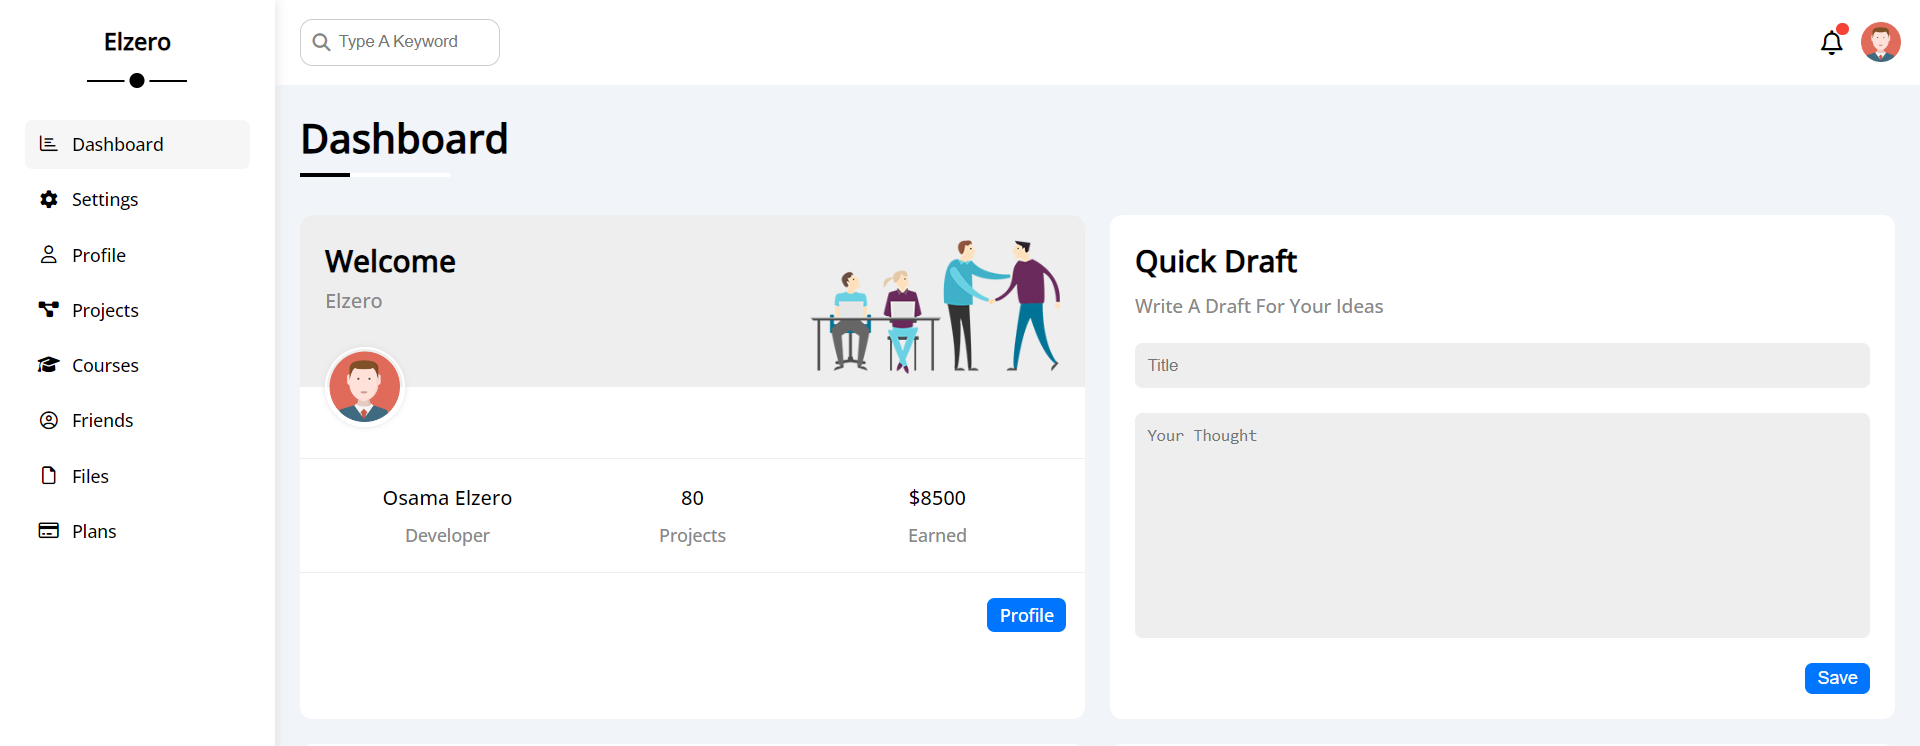 Elzero
Dashboard
Settings
Profile
Projects
Courses
Friends
Files
Plans
Type A Keyword
Dashboard
Welcome
Elzero
Osama Elzero
Developer
80
Projects
$8500
Earned
Profile
Quick Draft
Write A Draft For Your Ideas
Title
Your Thought
Save